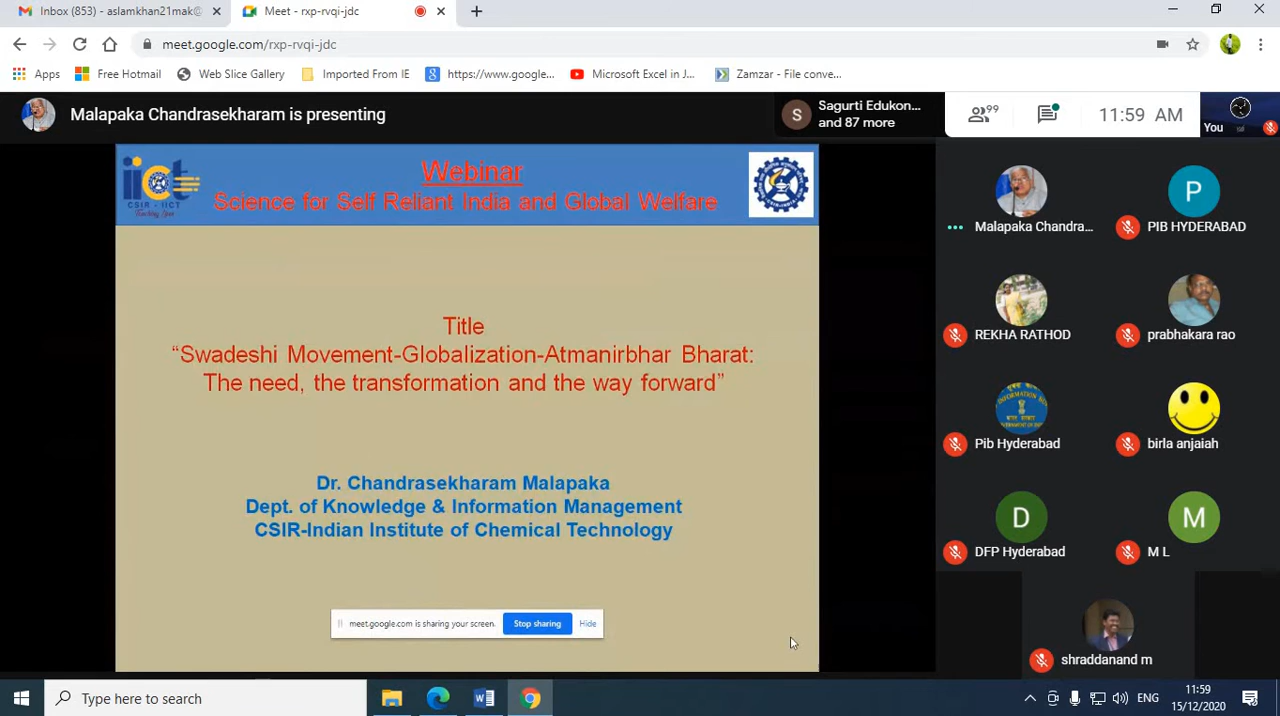 Inbox (853) - aslamkhan21mak@
Meet - rxp-rvqi-jdc
meet.google.com/rxp-rvqi-jdc
Apps
Free Hotmail
Web Slice Gallery
Imported From IE
https://www.google...
Microsoft Excel in J...
Zamzar - File conve...
Malapaka Chandrasekharam is presenting
S
Sagurti Edukon...
and 87 more
99
11:59 AM
You
iict
CSIR - IICT
Webinar
Science for Self Reliant India and Global Welfare
Title
“Swadeshi Movement-Globalization-Atmanirbhar Bharat:
The need, the transformation and the way forward”
Dr. Chandrasekharam Malapaka
Dept. of Knowledge & Information Management
CSIR-Indian Institute of Chemical Technology
meet.google.com is sharing your screen.
Stop sharing
Hide
Malapaka Chandra...
P
PIB HYDERABAD
REKHA RATHOD
prabhakara rao
Pib Hyderabad
birla anjaiah
D
DFP Hyderabad
M
M L
shraddanand m
Type here to search
ENG
11:59
15/12/2020